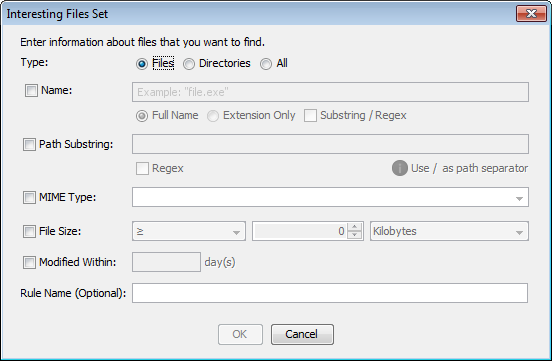 Interesting Files Set
Enter information about files that you want to find.
Type: Files Directories All
Name: Example: "file.exe"
Full Name Extension Only Substring / Regex
Path Substring:
Regex Use / as path separator
MIME Type:
File Size: ≥ 0 Kilobytes
Modified Within: day(s)
Rule Name (Optional):
OK Cancel